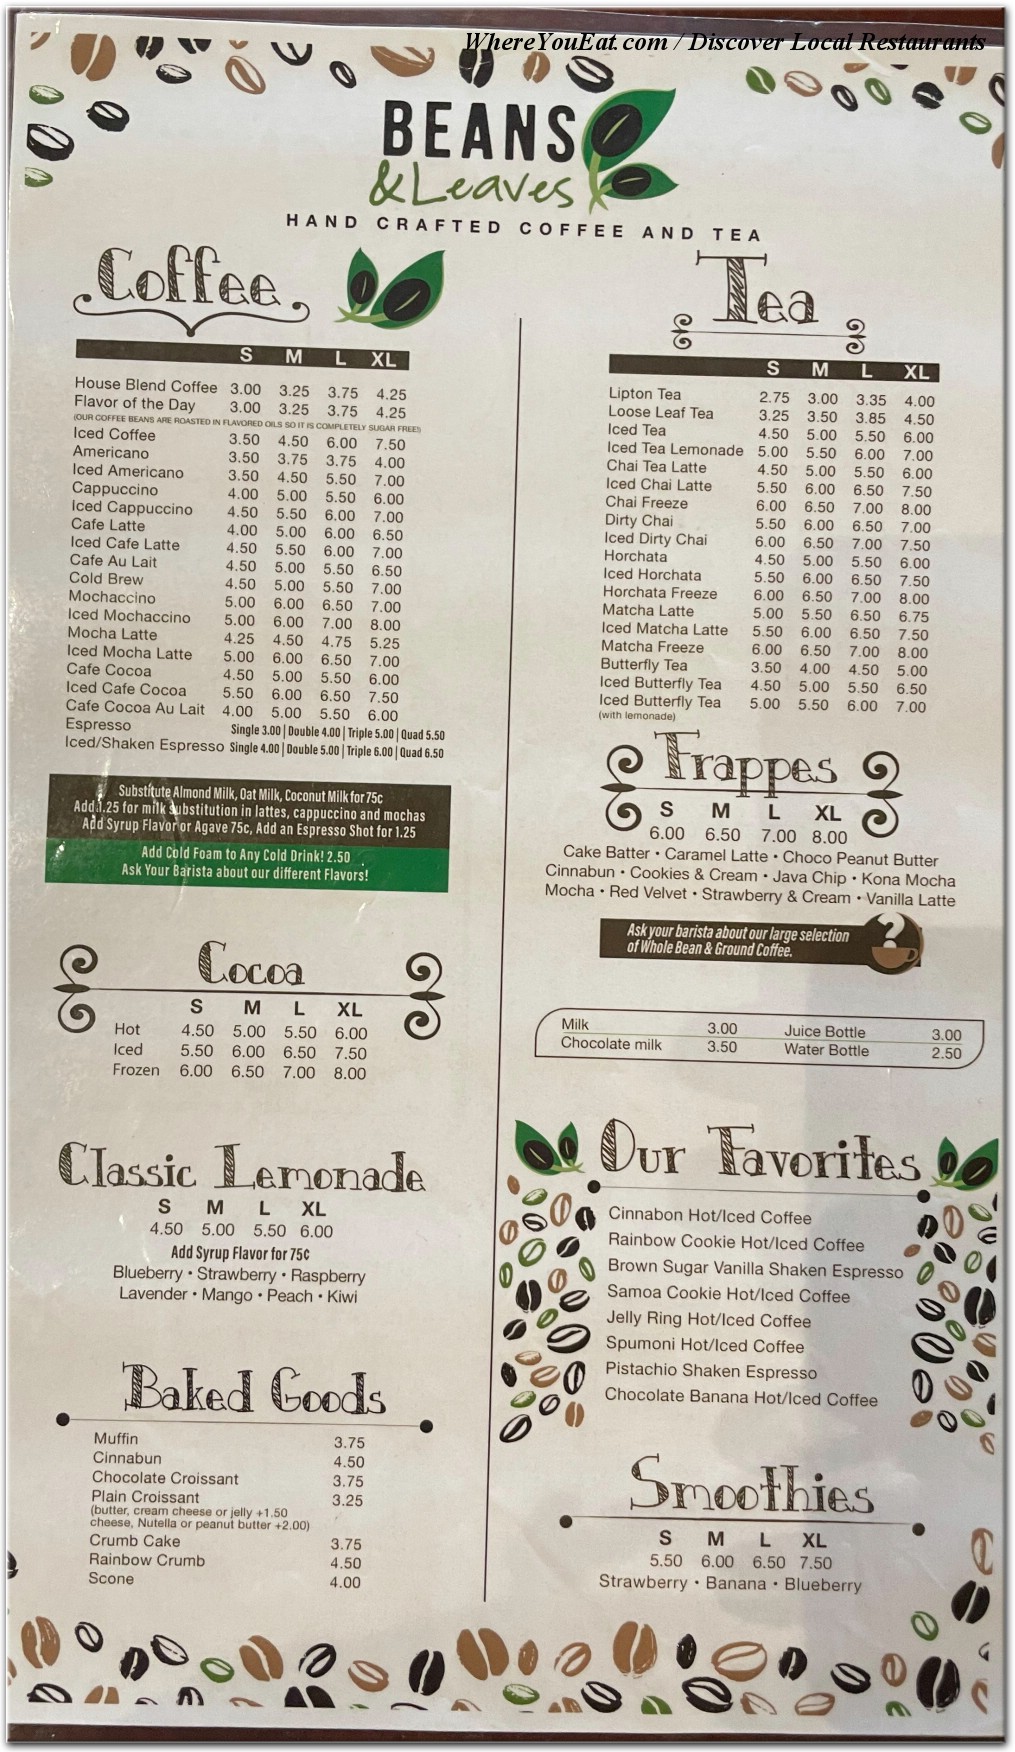 WhereYouEat.com / Discover Local Restaurants
BEANS
& Leaves
HAND CRAFTED COFFEE AND TEA
Coffee
S M L XL
House Blend Coffee 3.00 3.25 3.75 4.25
Flavor of the Day 3.00 3.25 3.75 4.25
(OUR COFFEE BEANS ARE ROASTED IN FLAVORED OILS SO IT IS COMPLETELY SUGAR FREE!)
Iced Coffee 3.50 4.50 6.00 7.50
Americano 3.50 3.75 3.75 4.00
Iced Americano 3.50 4.50 5.50 7.00
Cappuccino 4.00 5.00 5.50 6.00
Iced Cappuccino 4.50 5.50 6.00 7.00
Cafe Latte 4.00 5.00 6.00 6.50
Iced Cafe Latte 4.50 5.50 6.00 7.00
Cafe Au Lait 4.50 5.00 5.50 6.50
Cold Brew 4.50 5.00 5.50 7.00
Mochaccino 5.00 6.00 6.50 7.00
Iced Mochaccino 5.00 6.00 7.00 8.00
Mocha Latte 4.25 4.50 4.75 5.25
Iced Mocha Latte 5.00 6.00 6.50 7.00
Cafe Cocoa 4.50 5.00 5.50 6.00
Iced Cafe Cocoa 5.50 6.00 6.50 7.50
Cafe Cocoa Au Lait 4.00 5.00 5.50 6.00
Espresso Single 3.00 | Double 4.00 | Triple 5.00 | Quad 5.50
Iced/Shaken Espresso Single 4.00 | Double 5.00 | Triple 6.00 | Quad 6.50
Substitute Almond Milk, Oat Milk, Coconut Milk for 75c
Add 1.25 for milk substitution in lattes, cappuccino and mochas
Add Syrup Flavor or Agave 75c, Add an Espresso Shot for 1.25
Add Cold Foam to Any Cold Drink! 2.50
Ask Your Barista about our different Flavors!
Cocoa
S M L XL
Hot 4.50 5.00 5.50 6.00
Iced 5.50 6.00 6.50 7.50
Frozen 6.00 6.50 7.00 8.00
Classic Lemonade
S M L XL
4.50 5.00 5.50 6.00
Add Syrup Flavor for 75¢
Blueberry • Strawberry • Raspberry
Lavender • Mango • Peach • Kiwi
Baked Goods
Muffin 3.75
Cinnabun 4.50
Chocolate Croissant 3.75
Plain Croissant 3.25
(butter, cream cheese or jelly +1.50
cheese, Nutella or peanut butter +2.00)
Crumb Cake 3.75
Rainbow Crumb 4.50
Scone 4.00
Tea
S M L XL
Lipton Tea 2.75 3.00 3.35 4.00
Loose Leaf Tea 3.25 3.50 3.85 4.50
Iced Tea 4.50 5.00 5.50 6.00
Iced Tea Lemonade 5.00 5.50 6.00 7.00
Chai Tea Latte 4.50 5.00 5.50 6.00
Iced Chai Latte 5.50 6.00 6.50 7.50
Chai Freeze 6.00 6.50 7.00 8.00
Dirty Chai 5.50 6.00 6.50 7.00
Iced Dirty Chai 6.00 6.50 7.00 7.50
Horchata 4.50 5.00 5.50 6.00
Iced Horchata 5.50 6.00 6.50 7.50
Horchata Freeze 6.00 6.50 7.00 8.00
Matcha Latte 5.00 5.50 6.50 6.75
Iced Matcha Latte 5.50 6.00 6.50 7.50
Matcha Freeze 6.00 6.50 7.00 8.00
Butterfly Tea 3.50 4.00 4.50 5.00
Iced Butterfly Tea 4.50 5.00 5.50 6.50
Iced Butterfly Tea 5.00 5.50 6.00 7.00
(with lemonade)
Frappes
S M L XL
6.00 6.50 7.00 8.00
Cake Batter • Caramel Latte • Choco Peanut Butter
Cinnabun • Cookies & Cream • Java Chip • Kona Mocha
Mocha • Red Velvet • Strawberry & Cream • Vanilla Latte
Ask your barista about our large selection
of Whole Bean & Ground Coffee.
?
Milk 3.00 Juice Bottle 3.00
Chocolate milk 3.50 Water Bottle 2.50
Our Favorites
Cinnabon Hot/Iced Coffee
Rainbow Cookie Hot/Iced Coffee
Brown Sugar Vanilla Shaken Espresso
Samoa Cookie Hot/Iced Coffee
Jelly Ring Hot/Iced Coffee
Spumoni Hot/Iced Coffee
Pistachio Shaken Espresso
Chocolate Banana Hot/Iced Coffee
Smoothies
S M L XL
5.50 6.00 6.50 7.50
Strawberry • Banana • Blueberry